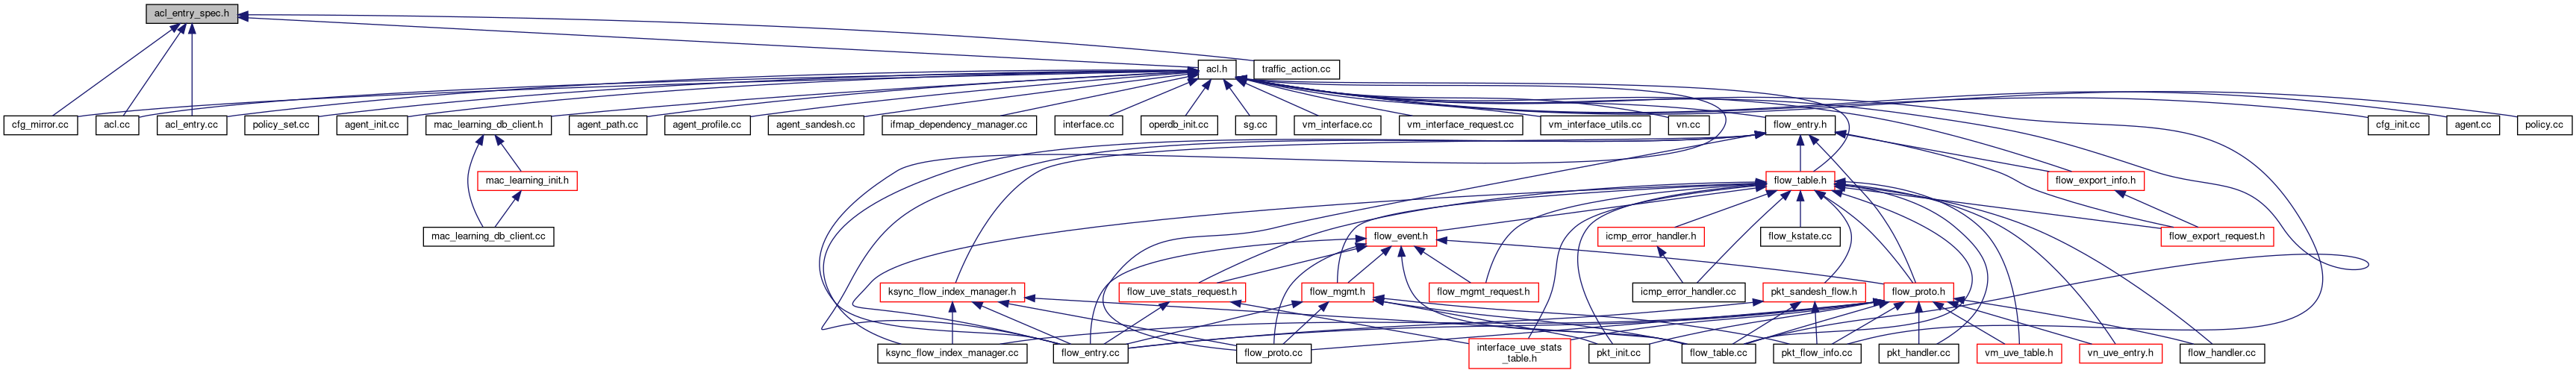 acl_entry_spec.h
acl.h
traffic_action.cc
cfg_mirror.cc
acl.cc
acl_entry.cc
policy_set.cc
agent_init.cc
mac_learning_db_client.h
agent_path.cc
agent_profile.cc
agent_sandesh.cc
ifmap_dependency_manager.cc
interface.cc
operdb_init.cc
sg.cc
vm_interface.cc
vm_interface_request.cc
vm_interface_utils.cc
vn.cc
flow_entry.h
cfg_init.cc
agent.cc
policy.cc
mac_learning_init.h
flow_table.h
flow_export_info.h
mac_learning_db_client.cc
flow_event.h
icmp_error_handler.h
flow_kstate.cc
flow_export_request.h
ksync_flow_index_manager.h
flow_uve_stats_request.h
flow_mgmt.h
flow_mgmt_request.h
icmp_error_handler.cc
pkt_sandesh_flow.h
flow_proto.h
ksync_flow_index_manager.cc
flow_entry.cc
flow_proto.cc
interface_uve_stats
_table.h
pkt_init.cc
flow_table.cc
pkt_flow_info.cc
pkt_handler.cc
vm_uve_table.h
vn_uve_entry.h
flow_handler.cc